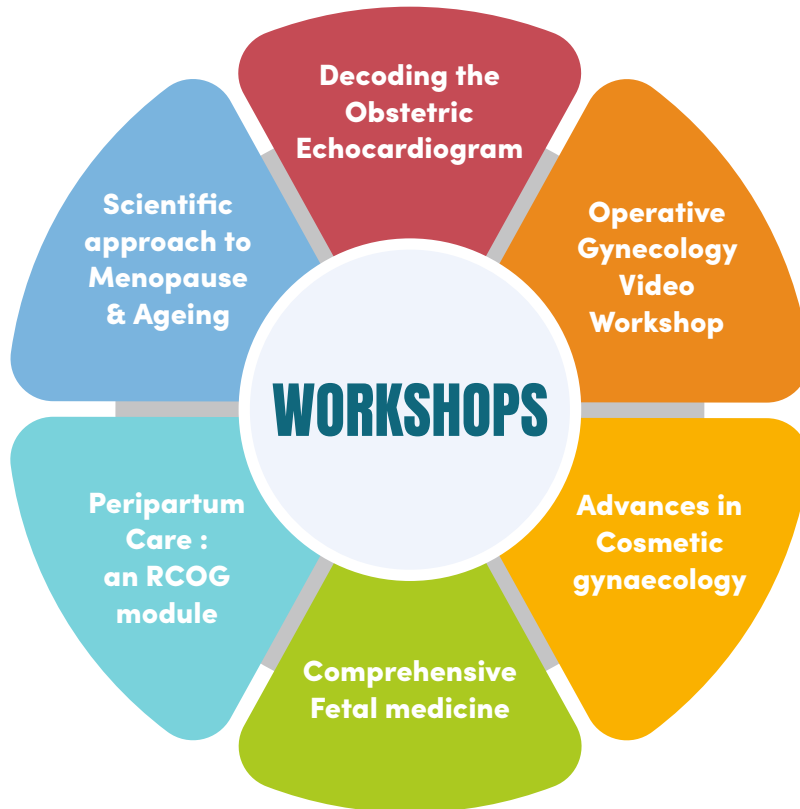 Decoding the
Obstetric
Echocardiogram
Operative
Gynecology
Video
Workshop
Advances in
Cosmetic
gynaecology
Comprehensive
Fetal medicine
Peripartum
Care :
an RCOG
module
Scientific
approach to
Menopause
& Ageing
WORKSHOPS